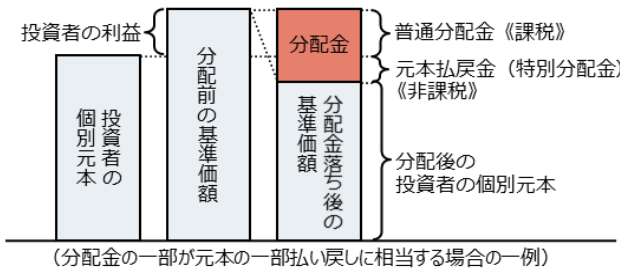 投資者の利益
投資者の
個別元本
分配前の基準価額
分配金
分配金落ち後の
基準価額
普通分配金《課税》
元本払戻金（特別分配金）
《非課税》
分配後の
投資者の個別元本
（分配金の一部が元本の一部払い戻しに相当する場合の一例）